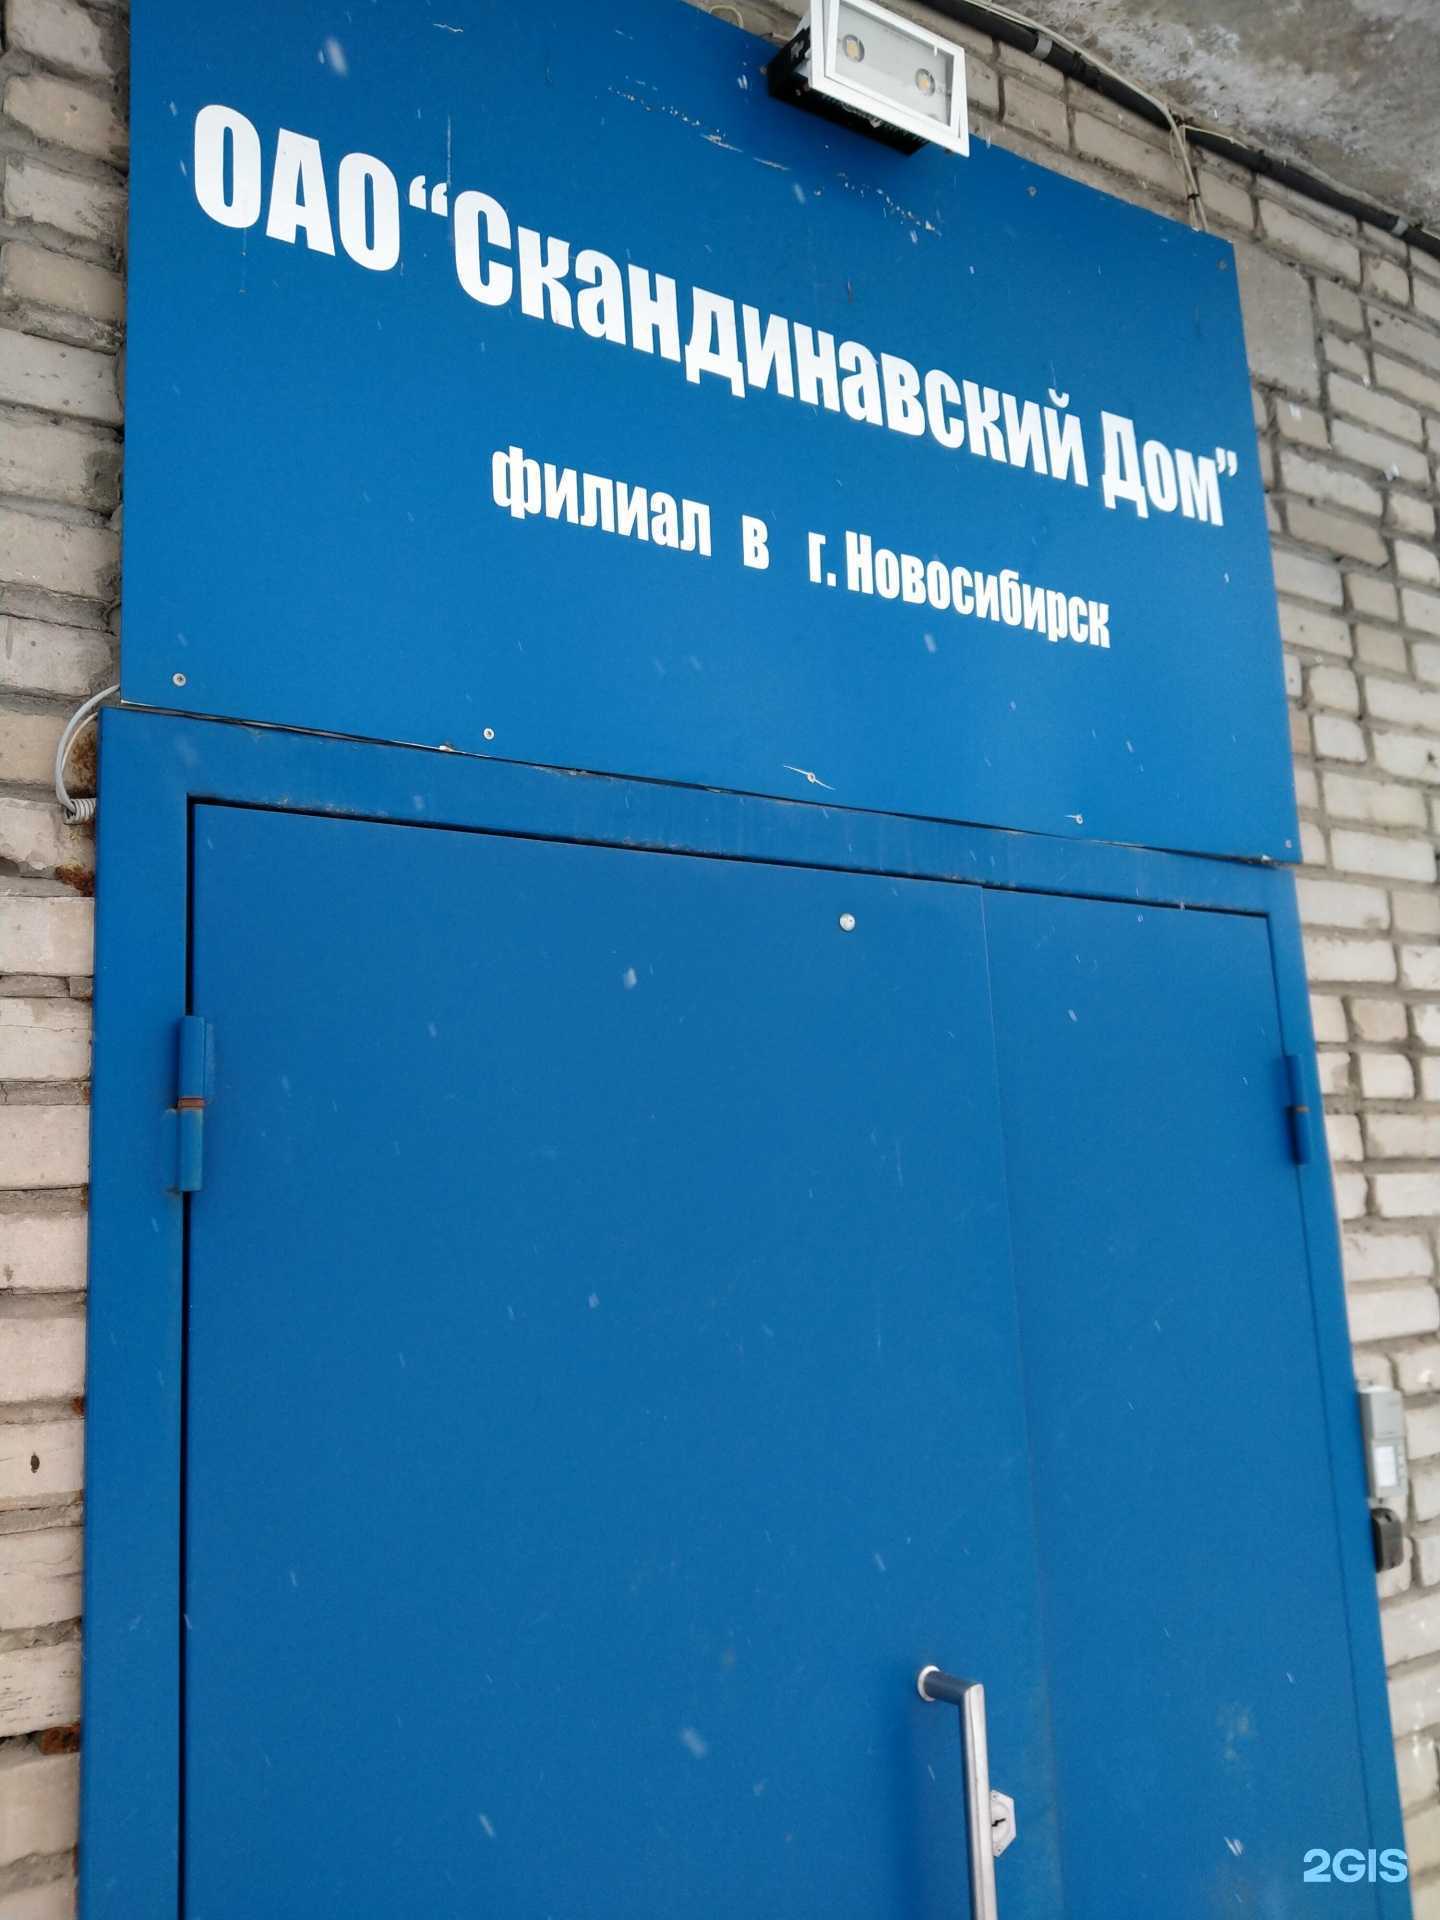 ОАО “Скандинавский Дом”
филиал в г. Новосибирск
2GIS